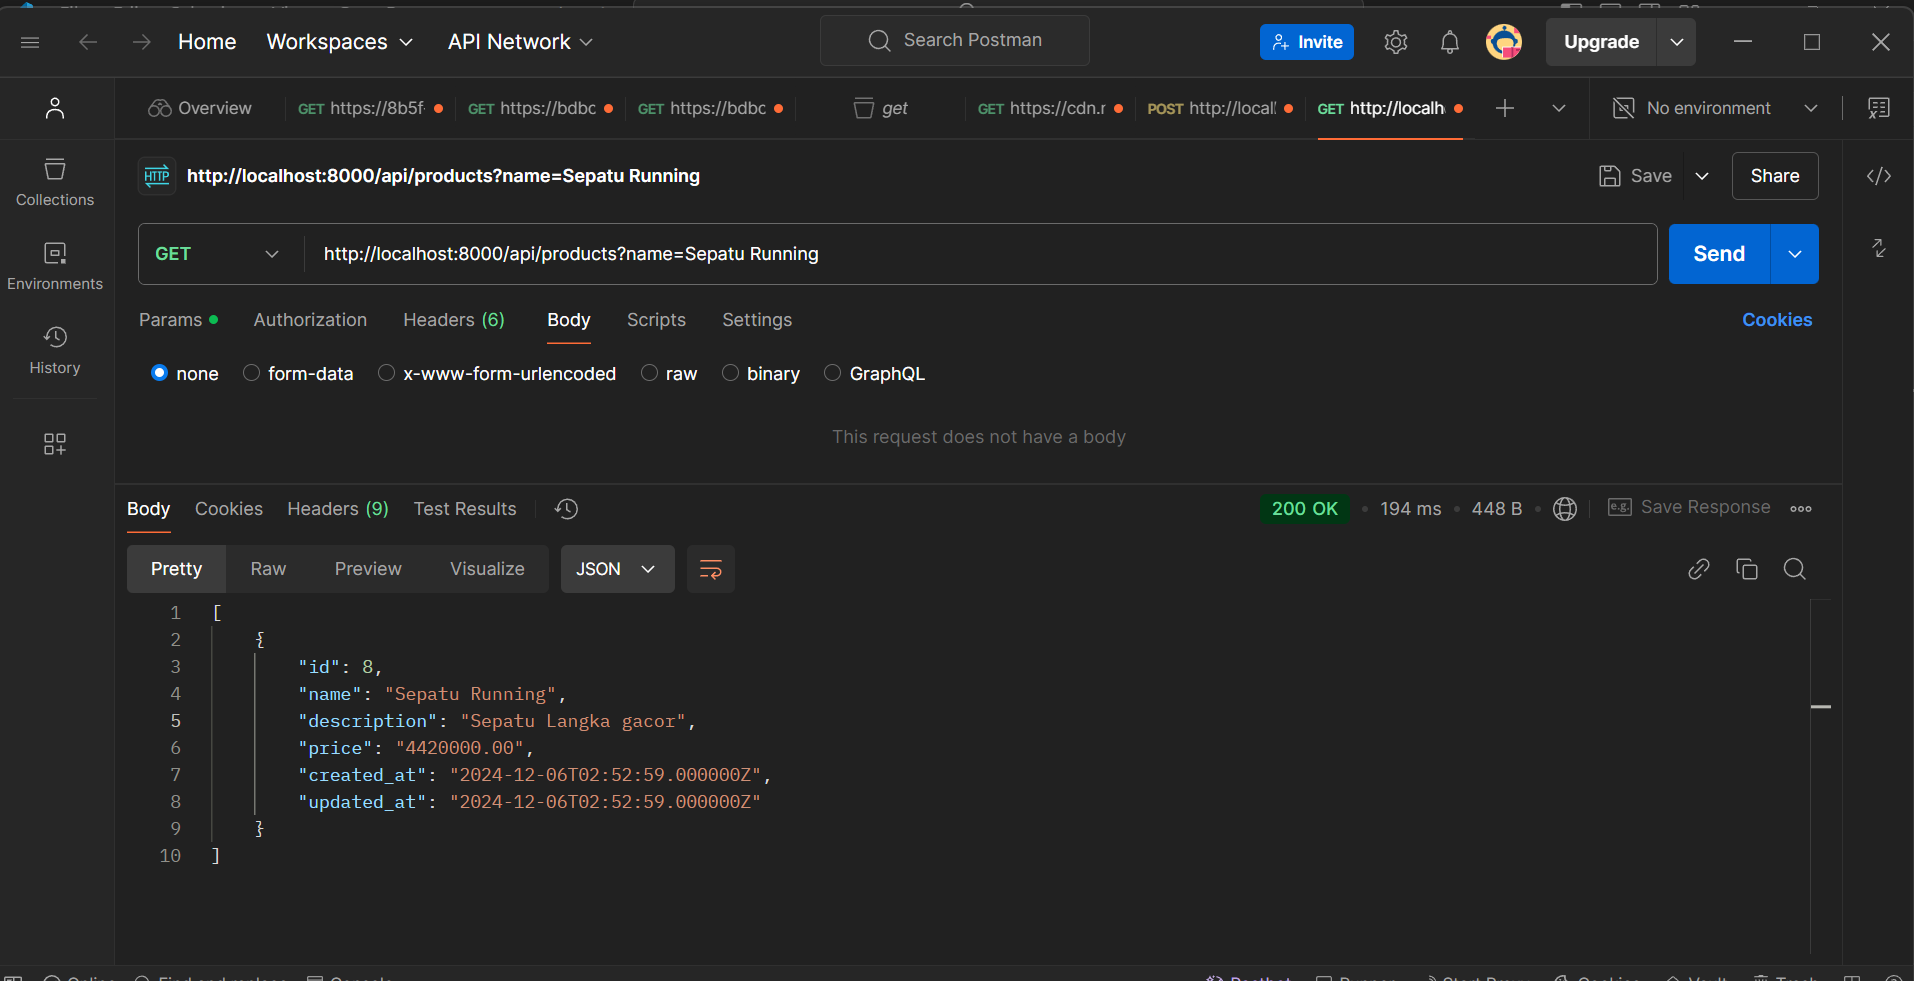 Home
Workspaces
API Network
Search Postman
Invite
Upgrade
Overview
GET https://8b5f
GET https://bdbc
GET https://bdbc
get
GET https://cdn.r
POST http://local
GET http://localh
No environment
HTTP
http://localhost:8000/api/products?name=Sepatu Running
Save
Share
Collections
Environments
History
GET
http://localhost:8000/api/products?name=Sepatu Running
Send
Params
Authorization
Headers (6)
Body
Scripts
Settings
Cookies
none
form-data
x-www-form-urlencoded
raw
binary
GraphQL
This request does not have a body
Body
Cookies
Headers (9)
Test Results
200 OK
194 ms
448 B
e.g.
Save Response
Pretty
Raw
Preview
Visualize
JSON
1 [
2 {
3 "id": 8,
4 "name": "Sepatu Running",
5 "description": "Sepatu Langka gacor",
6 "price": "4420000.00",
7 "created_at": "2024-12-06T02:52:59.000000Z",
8 "updated_at": "2024-12-06T02:52:59.000000Z"
9 }
10 ]